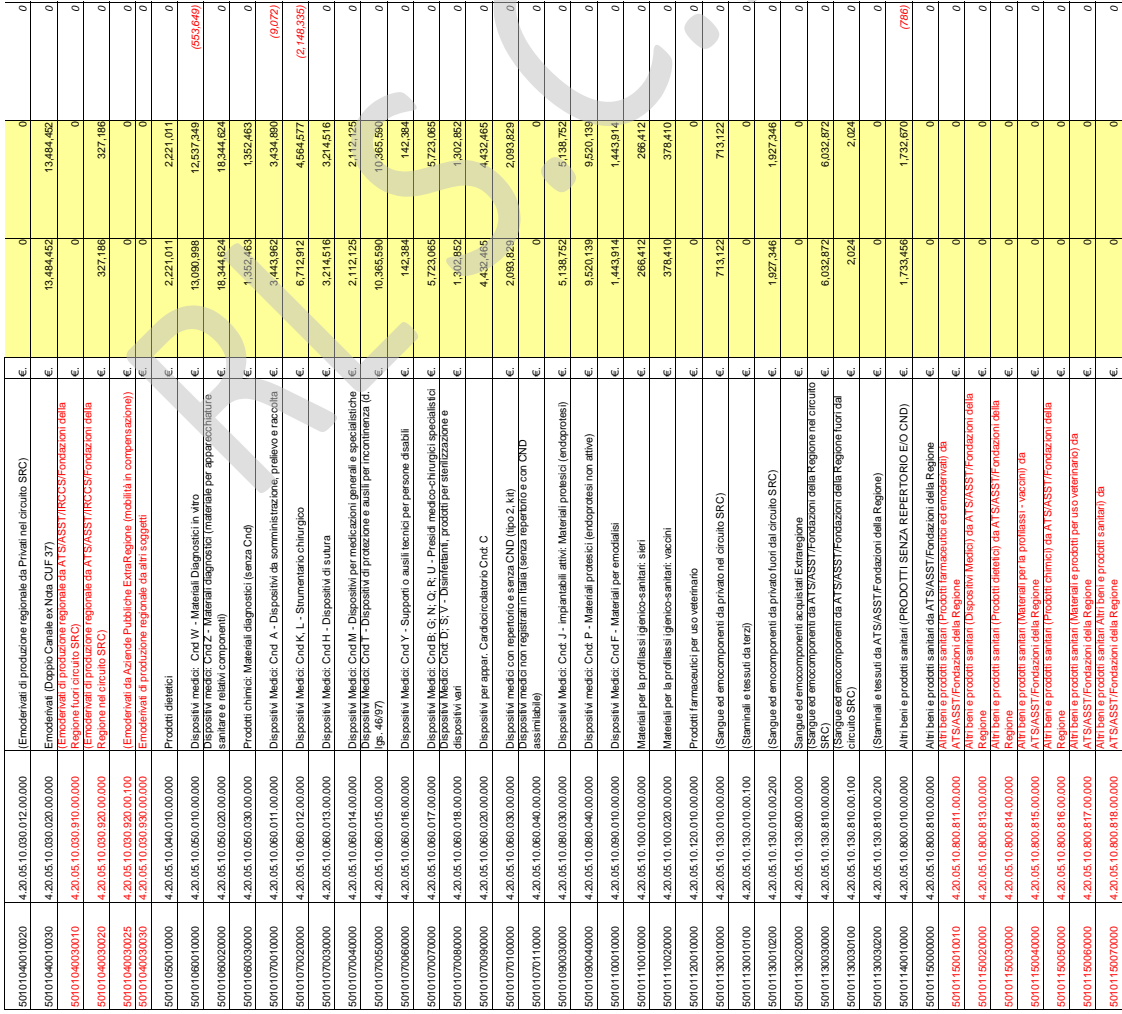 50101040010020 4.20.05.10.030.012.00.000 (Emoderivati di produzione regionale da Privati nel circuito SRC) €. 0 0 0
50101040010030 4.20.05.10.030.020.00.000 Emoderivati (Doppio Canale ex Nota CUF 37) €. 13,484,452 13,484,452 0
50101040030010 4.20.05.10.030.910.00.000 (Emoderivati di produzione regionale da ATS/ASST/IRCCS/Fondazioni della
Regione fuori circuito SRC) €. 0 0 0
50101040030020 4.20.05.10.030.920.00.000 (Emoderivati di produzione regionale da ATS/ASST/IRCCS/Fondazioni della
Regione nel circuito SRC) €. 327,186 327,186 0
50101040030025 4.20.05.10.030.920.00.100 (Emoderivati da Aziende Pubbliche ExtraRegione (mobilità in compensazione)) €. 0 0 0
50101040030030 4.20.05.10.030.930.00.000 Emoderivati di produzione regionale da altri soggetti €. 0 0 0
50101050010000 4.20.05.10.040.010.00.000 Prodotti dietetici €. 2,221,011 2,221,011 0
50101060010000 4.20.05.10.050.010.00.000 Dispositivi medici: Cnd W - Materiali Diagnostici in vitro €. 13,090,998 12,537,349 (553,649)
50101060020000 4.20.05.10.050.020.00.000 Dispositvi medici: Cnd Z - Materiali diagnostici (materiale per apparecchiature
sanitare e relativi componenti) €. 18,344,624 18,344,624 0
50101060030000 4.20.05.10.050.030.00.000 Prodotti chimici: Materiali diagnostici (senza Cnd) €. 1,352,463 1,352,463 0
50101070010000 4.20.05.10.060.011.00.000 Dispositivi Medici: Cnd A - Dispositivi da somministrazione, prelievo e raccolta €. 3,443,962 3,434,890 (9,072)
50101070020000 4.20.05.10.060.012.00.000 Dispositivi Medici: Cnd K, L - Strumentario chirurgico €. 6,712,912 4,564,577 (2,148,335)
50101070030000 4.20.05.10.060.013.00.000 Dispositivi Medici: Cnd H - Dispositivi di sutura €. 3,214,516 3,214,516 0
50101070040000 4.20.05.10.060.014.00.000 Dispositivi Medici: Cnd M - Dispositivi per medicazioni generali e specialistiche €. 2,112,125 2,112,125 0
50101070050000 4.20.05.10.060.015.00.000 Dispositivi Medici: Cnd T - Dispositivi di protezione e ausili per incontinenza (d.
lgs. 46/97) €. 10,365,590 10,365,590 0
50101070060000 4.20.05.10.060.016.00.000 Dispositivi Medici: Cnd Y - Supporti o ausili tecnici per persone disabili €. 142,384 142,384 0
50101070070000 4.20.05.10.060.017.00.000 Dispositivi Medici: Cnd B; G; N; Q; R; U - Presidi medico-chirurgici specialistici €. 5,723,065 5,723,065 0
50101070080000 4.20.05.10.060.018.00.000 Dispositivi Medici: Cnd: D; S; V - Disinfettanti, prodotti per sterilizzazione e
dispositivi vari €. 1,302,852 1,302,852 0
50101070090000 4.20.05.10.060.020.00.000 Dispositivi per appar. Cardiocircolatorio Cnd: C €. 4,432,465 4,432,465 0
50101070100000 4.20.05.10.060.030.00.000 Dispositivi medici con repertorio e senza CND (tipo 2, kit) €. 2,093,829 2,093,829 0
50101070110000 4.20.05.10.060.040.00.000 Dispositivi medici non registrati in Italia (senza repertorio e con CND
assimilabile) €. 0 0 0
50101090030000 4.20.05.10.080.030.00.000 Dispositivi Medici: Cnd: J - impiantabili attivi: Materiali protesici (endoprotesi) €. 5,138,752 5,138,752 0
50101090040000 4.20.05.10.080.040.00.000 Dispositivi medici: Cnd: P - Materiali protesici (endoprotesi non attive) €. 9,520,139 9,520,139 0
50101100010000 4.20.05.10.090.010.00.000 Dispositivi Medici: Cnd F - Materiali per emodialisi €. 1,443,914 1,443,914 0
50101110010000 4.20.05.10.100.010.00.000 Materiali per la profilassi igienico-sanitari: sieri €. 266,412 266,412 0
50101110020000 4.20.05.10.100.020.00.000 Materiali per la profilassi igienico-sanitari: vaccini €. 378,410 378,410 0
50101120010000 4.20.05.10.120.010.00.000 Prodotti farmaceutici per uso veterinario €. 0 0 0
50101130010000 4.20.05.10.130.010.00.000 (Sangue ed emocomponenti da privato nel circuito SRC) €. 713,122 713,122 0
50101130010100 4.20.05.10.130.010.00.100 (Staminali e tessuti da terzi) €. 0 0 0
50101130010200 4.20.05.10.130.010.00.200 (Sangue ed emocomponenti da privato fuori dal circuito SRC) €. 1,927,346 1,927,346 0
50101130020000 4.20.05.10.130.800.00.000 Sangue ed emocomponenti acquistati Extraregione €. 0 0 0
50101130030000 4.20.05.10.130.810.00.000 (Sangue ed emocomponenti da ATS/ASST/Fondazioni della Regione nel circuito
SRC) €. 6,032,872 6,032,872 0
50101130030100 4.20.05.10.130.810.00.100 (Sangue ed emocomponenti da ATS/ASST/Fondazioni della Regione fuori dal
circuito SRC) €. 2,024 2,024 0
50101130030200 4.20.05.10.130.810.00.200 (Staminali e tessuti da ATS/ASST/Fondazioni della Regione) €. 0 0 0
50101140010000 4.20.05.10.800.010.00.000 Altri beni e prodotti sanitari (PRODOTTI SENZA REPERTORIO E/O CND) €. 1,733,456 1,732,670 (786)
50101150000000 4.20.05.10.800.810.00.000 Altri beni e prodotti sanitari da ATS/ASST/Fondazioni della Regione €. 0 0 0
50101150010010 4.20.05.10.800.811.00.000 Altri beni e prodotti sanitari (Prodotti farmaceutici ed emoderivati) da
ATS/ASST/Fondazioni della Regione €. 0 0 0
50101150020000 4.20.05.10.800.813.00.000 Altri beni e prodotti sanitari (Dispositivi Medici) da ATS/ASST/Fondazioni della
Regione €. 0 0 0
50101150030000 4.20.05.10.800.814.00.000 Altri beni e prodotti sanitari (Prodotti dietetici) da ATS/ASST/Fondazioni della
Regione €. 0 0 0
50101150040000 4.20.05.10.800.815.00.000 Altri beni e prodotti sanitari (Materiali per la profilassi - vaccini) da
ATS/ASST/Fondazioni della Regione €. 0 0 0
50101150050000 4.20.05.10.800.816.00.000 Altri beni e prodotti sanitari (Prodotti chimici) da ATS/ASST/Fondazioni della
Regione €. 0 0 0
50101150060000 4.20.05.10.800.817.00.000 Altri beni e prodotti sanitari (Materiali e prodotti per uso veterinario) da
ATS/ASST/Fondazioni della Regione €. 0 0 0
50101150070000 4.20.05.10.800.818.00.000 Altri beni e prodotti sanitari Altri beni e prodotti sanitari) da
ATS/ASST/Fondazioni della Regione €. 0 0 0